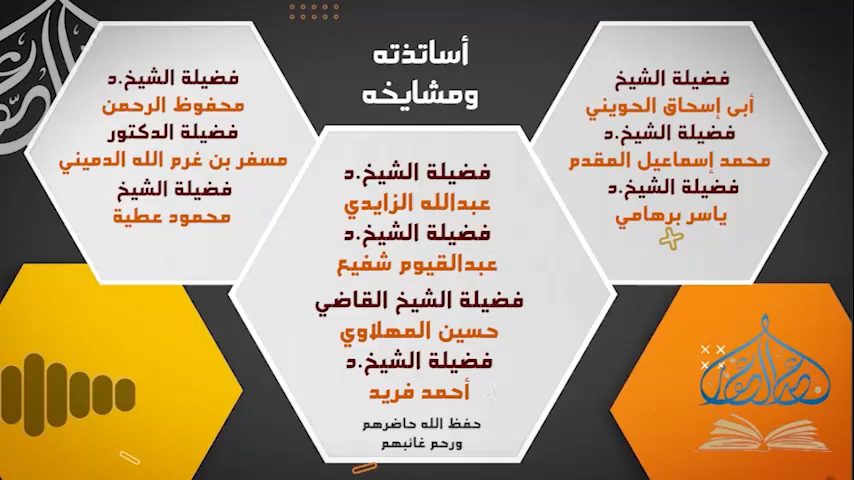 أساتذته
ومشايخه
فضيلة الشيخ
أبى إسحاق الحويني
فضيلة الشيخ.د
محمد إسماعيل المقدم
فضيلة الشيخ.د
ياسر برهامي
فضيلة الشيخ.د
عبدالله الزايدي
فضيلة الشيخ.د
عبدالقيوم شفيع
فضيلة الشيخ القاضي
حسين المهلاوي
فضيلة الشيخ.د
أحمد فريد
حفظ الله حاضرهم
ورحم غائبهم
فضيلة الشيخ.د
محفوظ الرحمن
فضيلة الدكتور
مسفر بن غرم الله الدميني
فضيلة الشيخ
محمود عطية